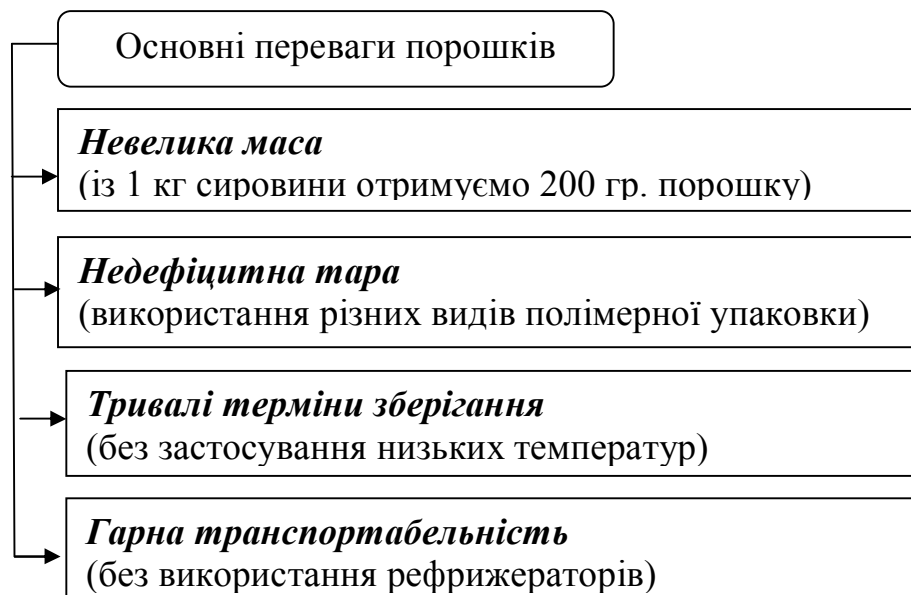 Основні переваги порошків
Невелика маса
(із 1 кг сировини отримуємо 200 гр. порошку)
Недефіцитна тара
(використання різних видів полімерної упаковки)
Тривалі терміни зберігання
(без застосування низьких температур)
Гарна транспортабельність
(без використання рефрижераторів)